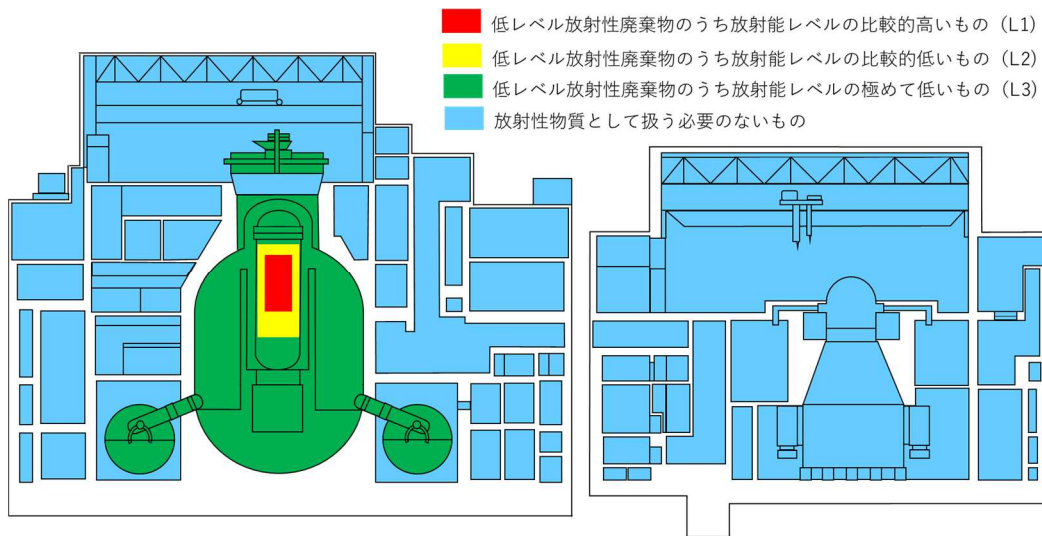 低レベル放射性廃棄物のうち放射能レベルの比較的高いもの（L1）
低レベル放射性廃棄物のうち放射能レベルの比較的低いもの（L2）
低レベル放射性廃棄物のうち放射能レベルの極めて低いもの（L3）
放射性物質として扱う必要のないもの